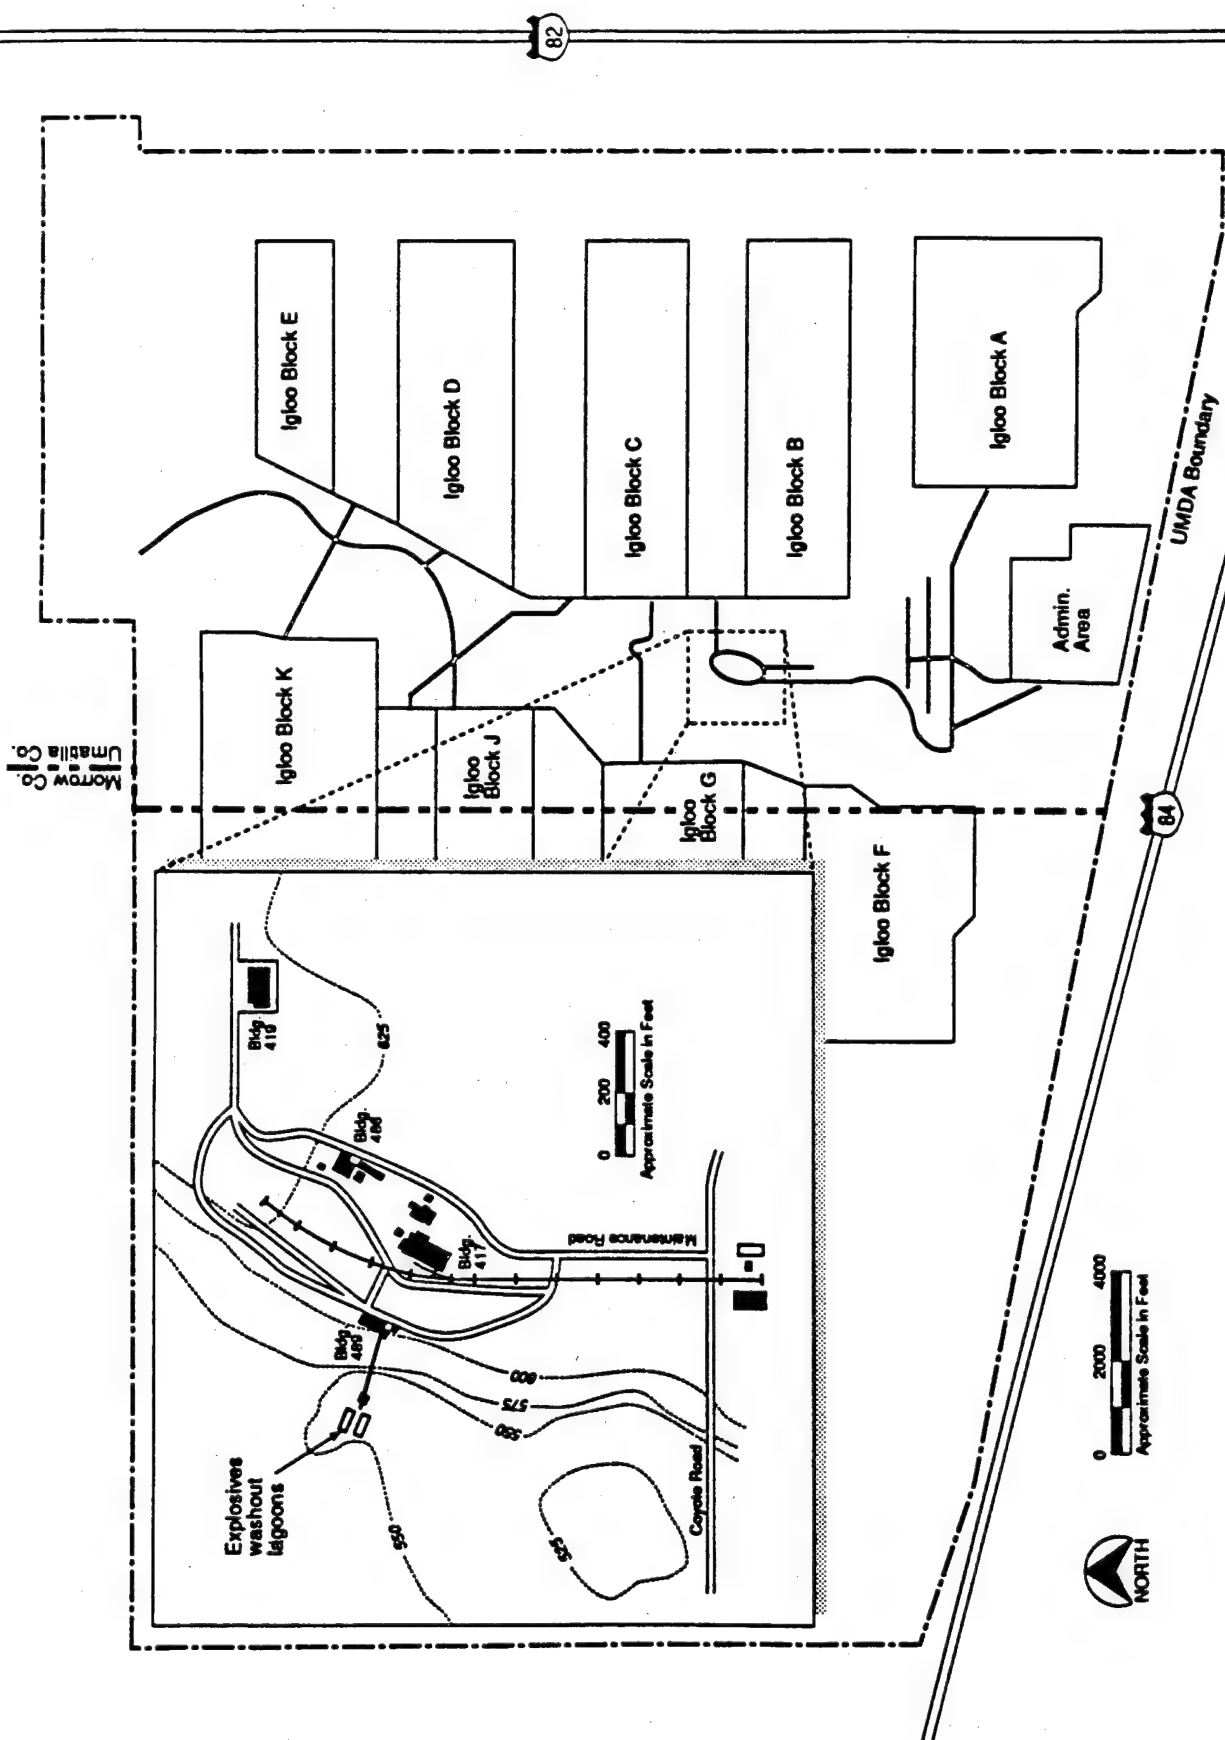 82
Morrow Co.
Umatilla Co.
Igloo Block K
Igloo
Block J
Igloo
Block G
Igloo Block F
Igloo Block E
Igloo Block D
Igloo Block C
Igloo Block B
Igloo Block A
Admin.
Area
UMDA Boundary
84
Explosives
washout
lagoons
Bldg.
489
Bldg.
417
Bldg.
486
Bldg.
419
625
600
575
550
550
525
Coyote Road
Maintenance Road
0 200 400
Approximate Scale in Feet
0 2000 4000
Approximate Scale in Feet
NORTH